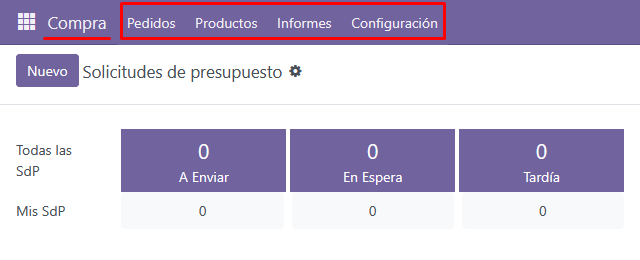 Compra Pedidos Productos Informes Configuración
Nuevo Solicitudes de presupuesto
Todas las SdP
0 A Enviar
0 En Espera
0 Tardía
Mis SdP 0 0 0